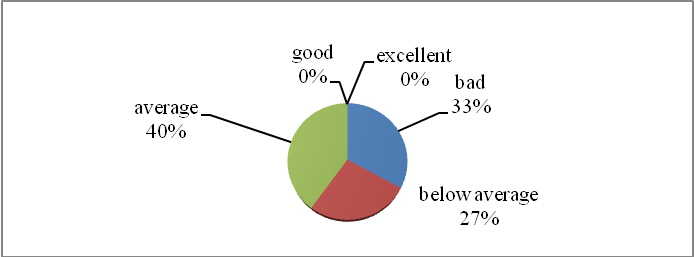 good
0%
excellent
0%
bad
33%
average
40%
below average
27%